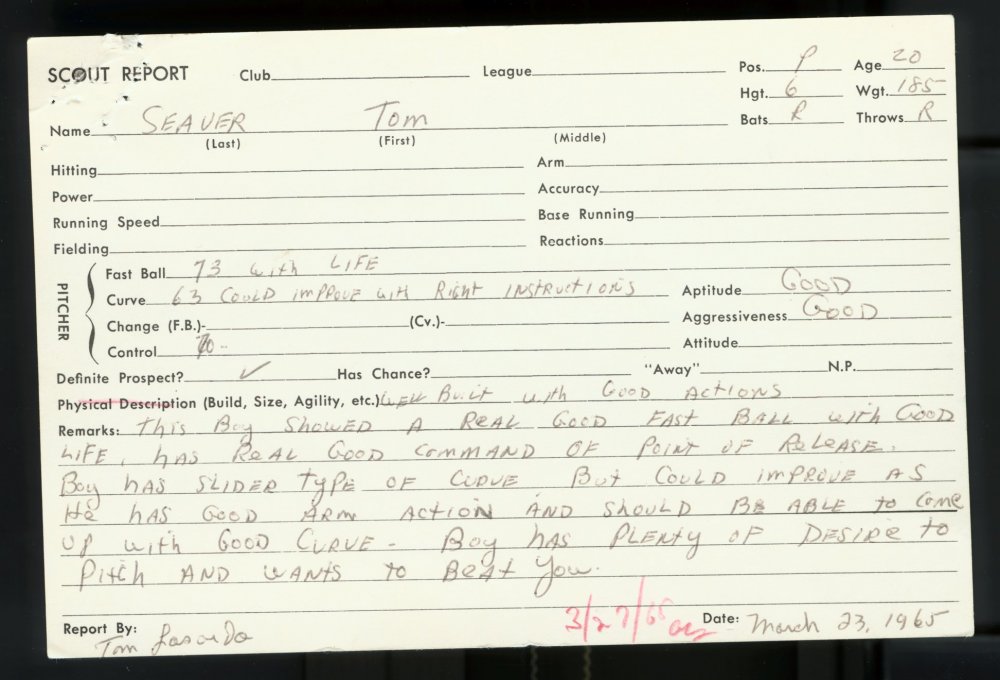 SCOUT REPORT Club League Pos. P Age 20
Hgt. 6 Wgt. 185
Name SEAVER Tom Bats R Throws R
(Last) (First) (Middle)
Hitting Arm
Power Accuracy
Running Speed Base Running
Fielding Reactions
PITCHER
Fast Ball 73 with LIFE
Curve 63 COULD IMPROVE with Right INSTRUCTIONS Aptitude GOOD
Change (F.B.)- (Cv.)- Aggressiveness GOOD
Control 70 - Attitude
Definite Prospect? ✓ Has Chance? "Away" N.P.
Physical Description (Build, Size, Agility, etc.) WELL Built with GOOD ACTIONS
Remarks: This Boy SHOWED A REAL GOOD FAST BALL with GOOD
LIFE, hAS REAL GOOD COMMAND OF POINT OF RELEASE.
Boy hAS SLIDER TYPE OF CURVE But COULD IMPROVE AS
He hAS GOOD ARM ACTION AND SHOULD BE ABLE to Come
UP with GOOD CURVE - Boy hAS PLENTY OF DESIRE to
Pitch AND WANTS to BEAt You.
Report By: Tom Lasorda 3/27/65 Date: March 23, 1965